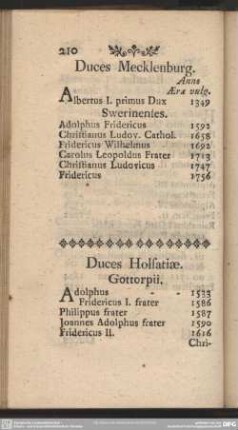 210
Duces Mecklenburg.
Anno
Æræ vulg.
Albertus I. primus Dux 1349
Swerinenses.
Adolphus Fridericus 1592
Christianus Ludov. Cathol. 1658
Fridericus Wilhelmus 1692
Carolus Leopoldus Frater 1713
Christianus Ludovicus 1747
Fridericus 1756
Duces Holsatiæ.
Gottorpii.
Adolphus - - 1533
Fridericus I. frater 1586
Philippus frater 1587
Joannes Adolphus frater 1590
Fridericus II. 1616
Chri-